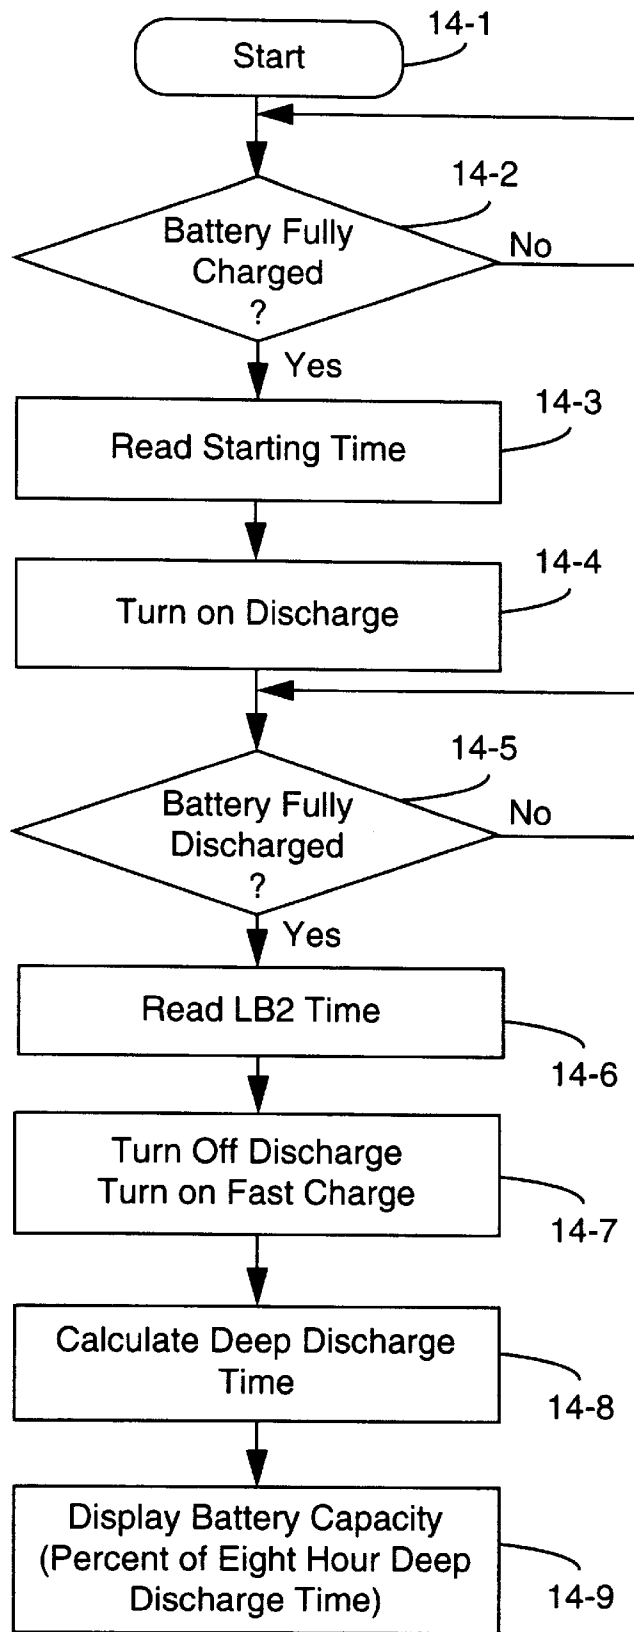 14-1
Start
14-2
Battery Fully
Charged
?
No
Yes
14-3
Read Starting Time
14-4
Turn on Discharge
14-5
Battery Fully
Discharged
?
No
Yes
Read LB2 Time
14-6
Turn Off Discharge
Turn on Fast Charge
14-7
Calculate Deep Discharge
Time
14-8
Display Battery Capacity
(Percent of Eight Hour Deep
Discharge Time)
14-9